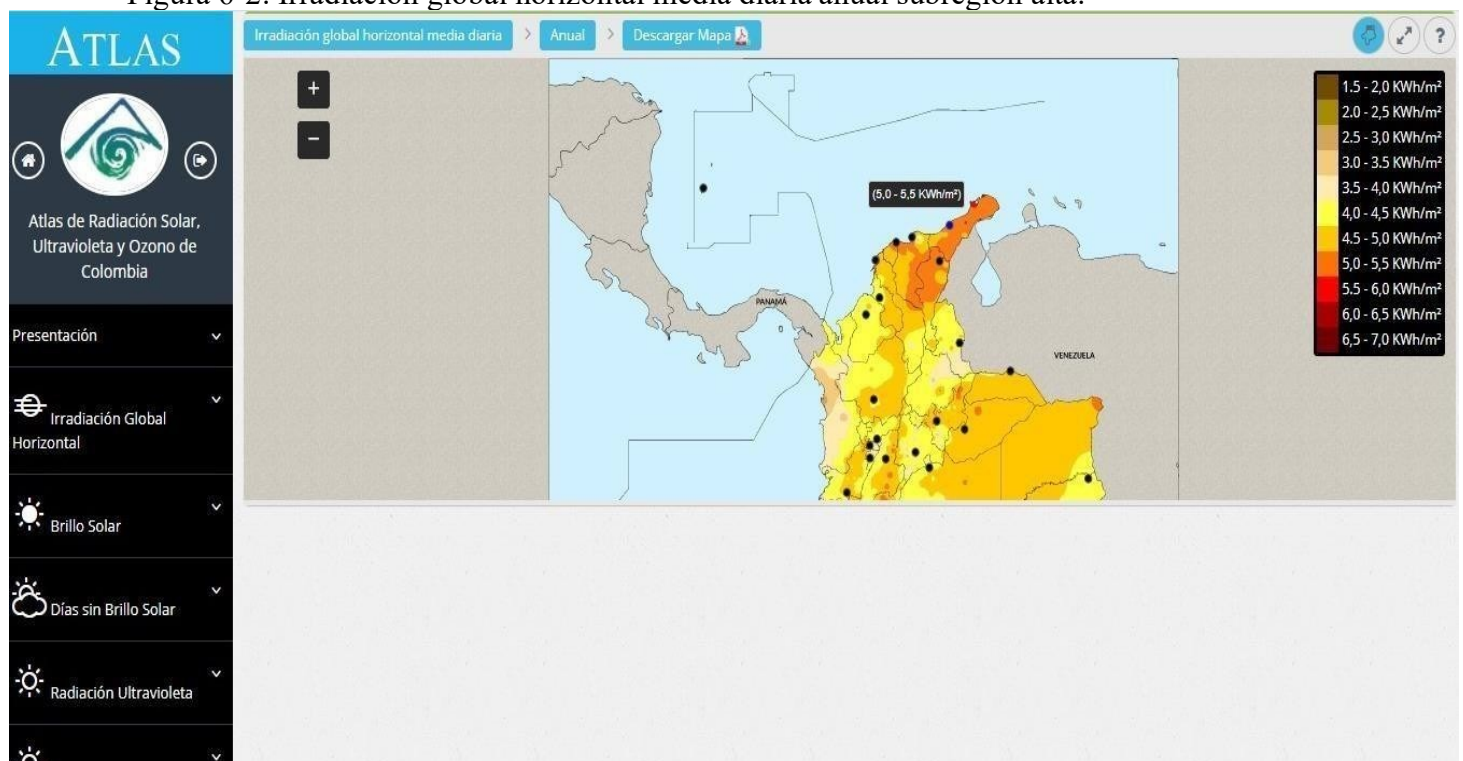 Figura 6-2. Irradiación global horizontal media diaria anual subregión alta.
ATLAS
Irradiación global horizontal media diaria > Anual > Descargar Mapa
?
Atlas de Radiación Solar,
Ultravioleta y Ozono de
Colombia
Presentación
Irradiación Global
Horizontal
Brillo Solar
Días sin Brillo Solar
Radiación Ultravioleta
+
−
(5,0 - 5,5 KWh/m²)
PANAMÁ
VENEZUELA
1.5 - 2,0 KWh/m²
2.0 - 2,5 KWh/m²
2.5 - 3,0 KWh/m²
3.0 - 3.5 KWh/m²
3.5 - 4,0 KWh/m²
4,0 - 4,5 KWh/m²
4.5 - 5,0 KWh/m²
5,0 - 5,5 KWh/m²
5.5 - 6,0 KWh/m²
6,0 - 6,5 KWh/m²
6,5 - 7,0 KWh/m²